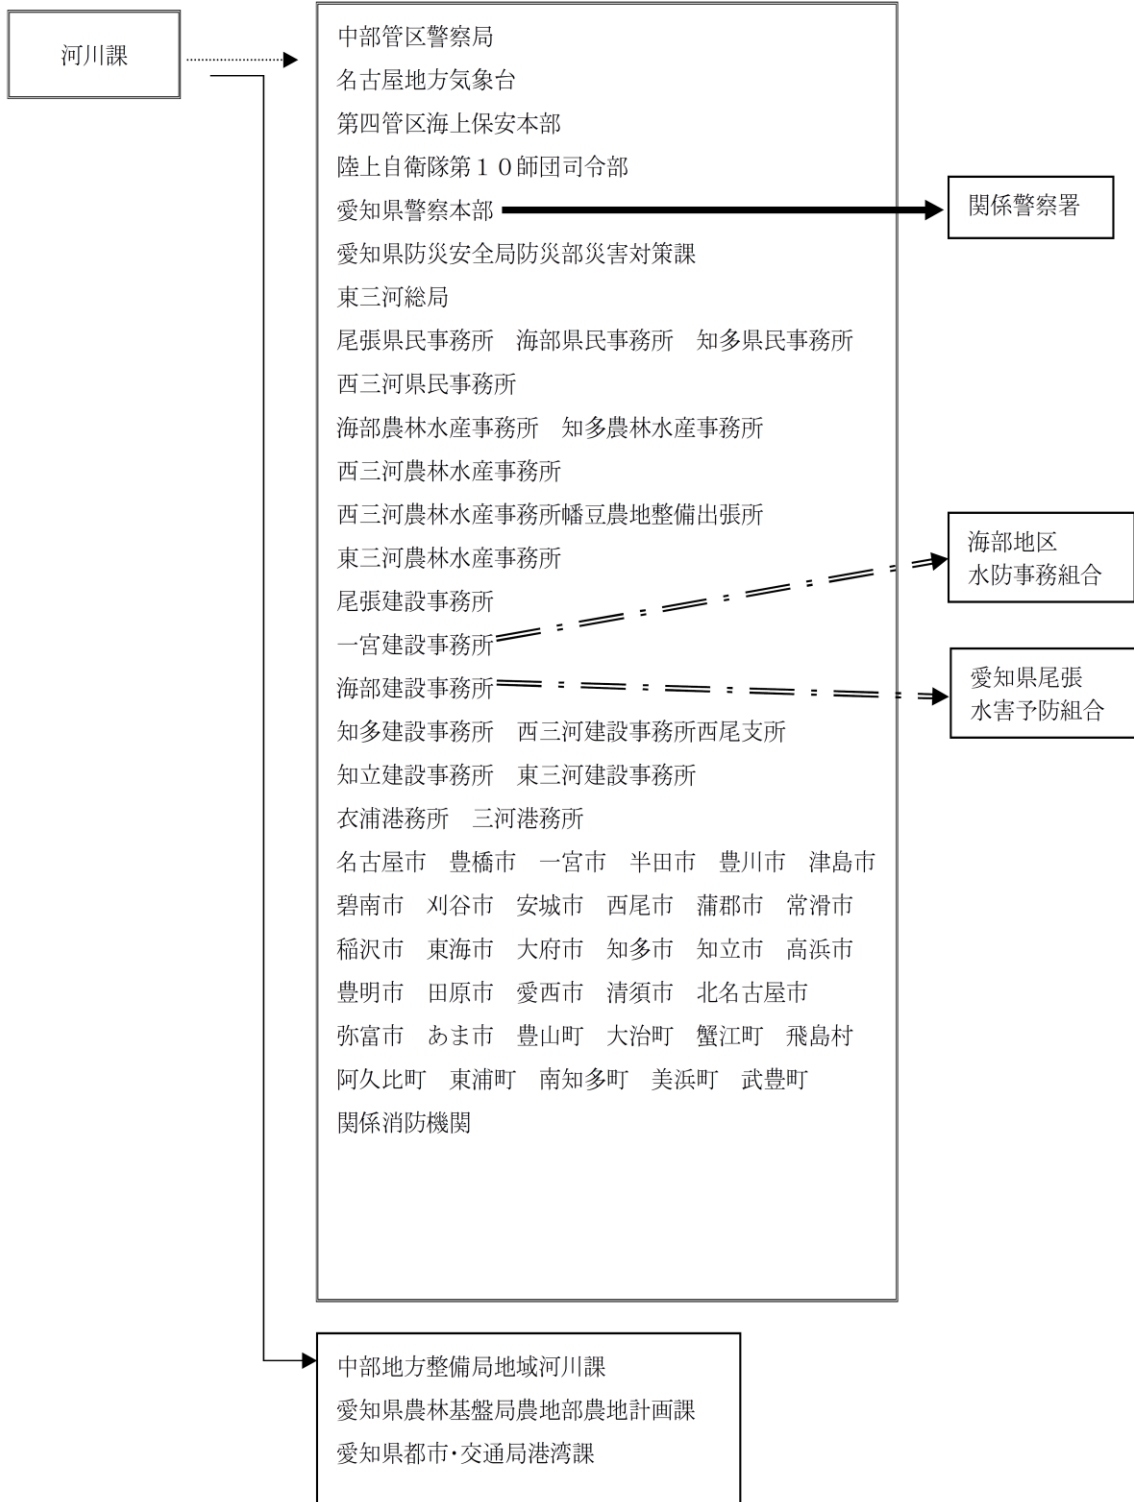 河川課
中部管区警察局
名古屋地方気象台
第四管区海上保安本部
陸上自衛隊第１０師団司令部
愛知県警察本部
関係警察署
愛知県防災安全局防災部災害対策課
東三河総局
尾張県民事務所　海部県民事務所　知多県民事務所
西三河県民事務所
海部農林水産事務所　知多農林水産事務所
西三河農林水産事務所
西三河農林水産事務所幡豆農地整備出張所
東三河農林水産事務所
尾張建設事務所
一宮建設事務所
海部地区
水防事務組合
海部建設事務所
愛知県尾張
水害予防組合
知多建設事務所　西三河建設事務所西尾支所
知立建設事務所　東三河建設事務所
衣浦港務所　三河港務所
名古屋市　豊橋市　一宮市　半田市　豊川市　津島市
碧南市　刈谷市　安城市　西尾市　蒲郡市　常滑市
稲沢市　東海市　大府市　知多市　知立市　高浜市
豊明市　田原市　愛西市　清須市　北名古屋市
弥富市　あま市　豊山町　大治町　蟹江町　飛島村
阿久比町　東浦町　南知多町　美浜町　武豊町
関係消防機関
中部地方整備局地域河川課
愛知県農林基盤局農地部農地計画課
愛知県都市・交通局港湾課